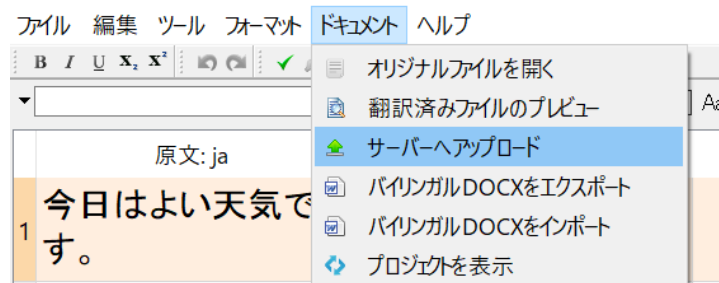 ファイル 編集 ツール フォーマット ドキュメント ヘルプ
B I U X₂ X²
オリジナルファイルを開く
翻訳済みファイルのプレビュー
Aa
サーバーへアップロード
原文: ja
バイリンガルDOCXをエクスポート
1 今日はよい天気で
す。
バイリンガルDOCXをインポート
プロジェクトを表示